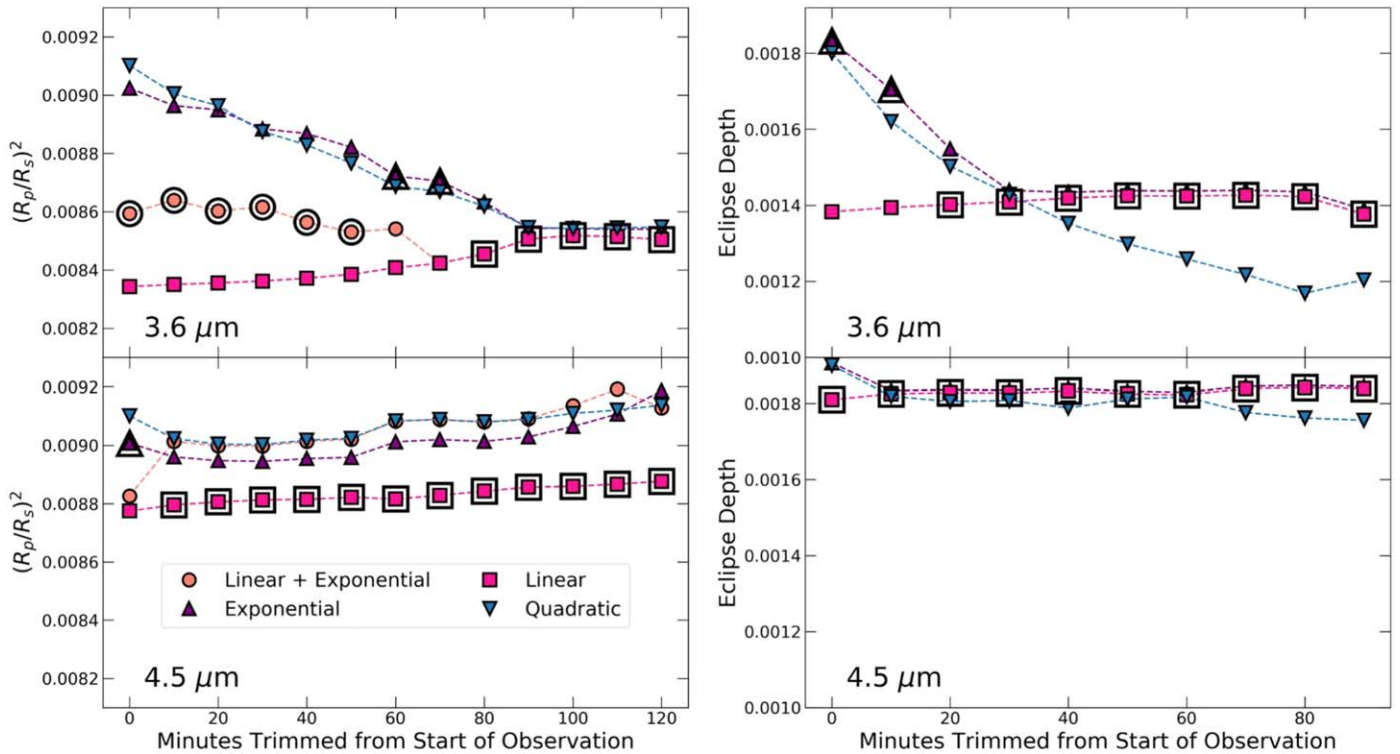 0.0092
0.0090
0.0088
0.0086
0.0084
0.0082
(Rp/Rs)²
3.6 μm
0.0018
0.0016
0.0014
0.0012
0.0010
Eclipse Depth
3.6 μm
0.0092
0.0090
0.0088
0.0086
0.0084
0.0082
(Rp/Rs)²
Linear + Exponential
Linear
Exponential
Quadratic
4.5 μm
0 20 40 60 80 100 120
Minutes Trimmed from Start of Observation
0.0018
0.0016
0.0014
0.0012
0.0010
Eclipse Depth
4.5 μm
0 20 40 60 80
Minutes Trimmed from Start of Observation